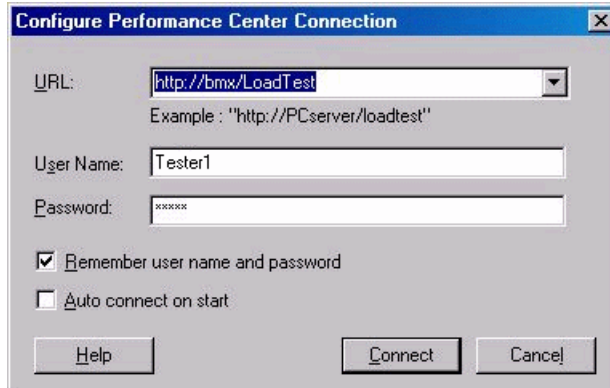 Configure Performance Center Connection
URL: http://bmx/LoadTest
Example : "http://PCserver/loadtest"
User Name: Tester1
Password: xxxxx
Remember user name and password
Auto connect on start
Help Connect Cancel